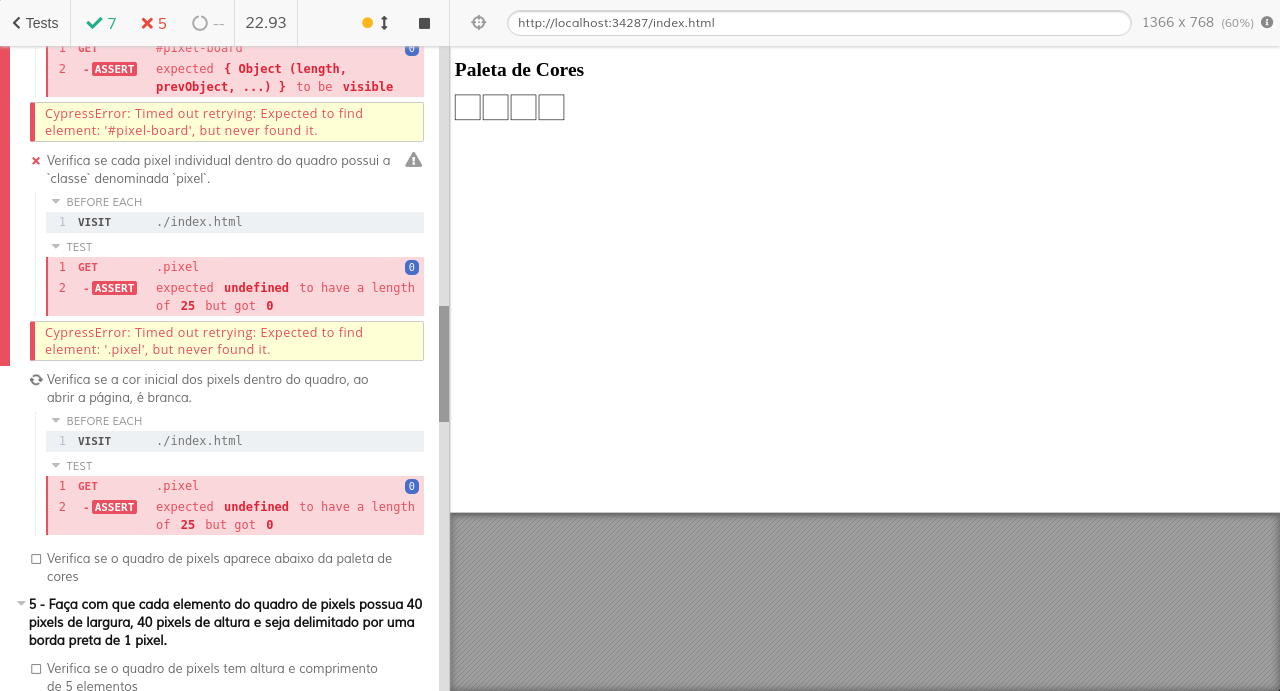 Tests
7
5
--
22.93
http://localhost:34287/index.html
1366 x 768 (60%)
1 GET #pixel-board 0
2 -ASSERT expected { Object (length,
prevObject, ...) } to be visible
CypressError: Timed out retrying: Expected to find
element: '#pixel-board', but never found it.
Verifica se cada pixel individual dentro do quadro possui a
`classe` denominada `pixel`.
BEFORE EACH
1 VISIT ./index.html
TEST
1 GET .pixel 0
2 -ASSERT expected undefined to have a length
of 25 but got 0
CypressError: Timed out retrying: Expected to find
element: '.pixel', but never found it.
Verifica se a cor inicial dos pixels dentro do quadro, ao
abrir a página, é branca.
BEFORE EACH
1 VISIT ./index.html
TEST
1 GET .pixel 0
2 -ASSERT expected undefined to have a length
of 25 but got 0
Verifica se o quadro de pixels aparece abaixo da paleta de
cores
5 - Faça com que cada elemento do quadro de pixels possua 40
pixels de largura, 40 pixels de altura e seja delimitado por uma
borda preta de 1 pixel.
Verifica se o quadro de pixels tem altura e comprimento
de 5 elementos
Paleta de Cores